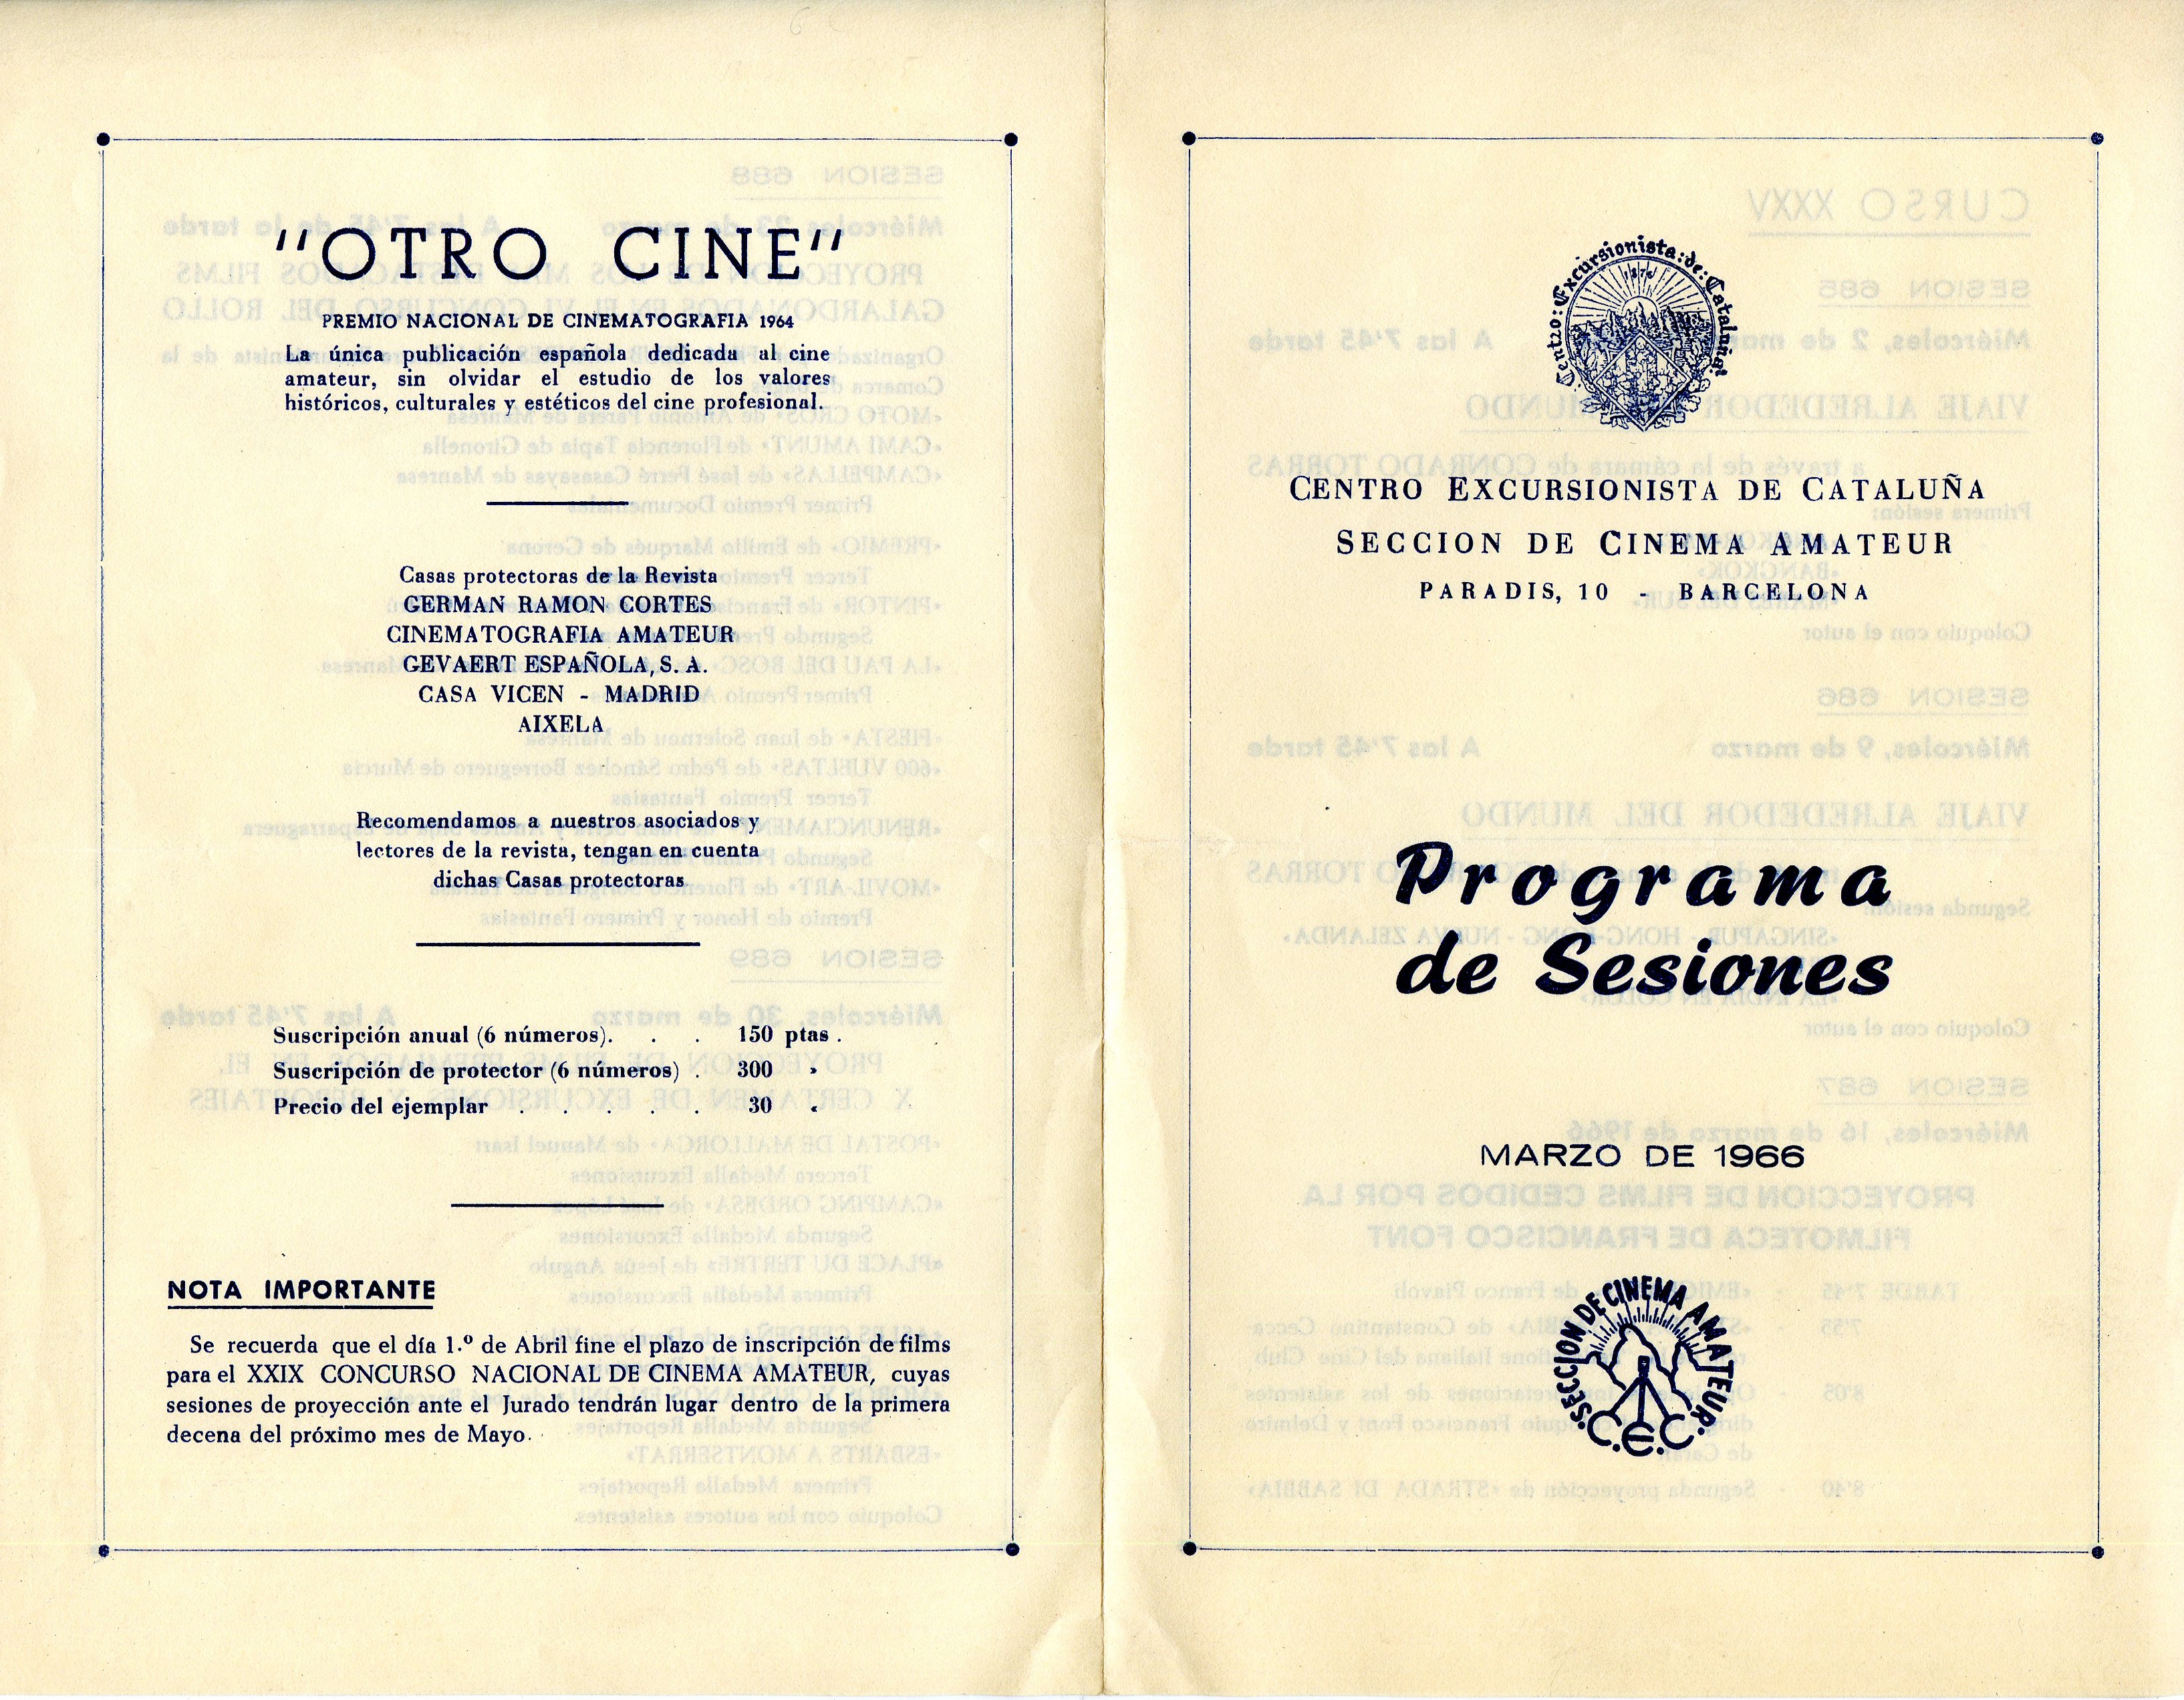 "OTRO CINE"
PREMIO NACIONAL DE CINEMATOGRAFIA 1964
La única publicación española dedicada al cine
amateur, sin olvidar el estudio de los valores
históricos, culturales y estéticos del cine profesional.
Casas protectoras de la Revista
GERMAN RAMON CORTES
CINEMATOGRAFIA AMATEUR
GEVAERT ESPAÑOLA, S. A.
CASA VICEN - MADRID
AIXELA
Recomendamos a nuestros asociados y
lectores de la revista, tengan en cuenta
dichas Casas protectoras.
Suscripción anual (6 números). . . 150 ptas.
Suscripción de protector (6 números) . 300 »
Precio del ejemplar . . . . . 30 «
NOTA IMPORTANTE
Se recuerda que el día 1.º de Abril fine el plazo de inscripción de films
para el XXIX CONCURSO NACIONAL DE CINEMA AMATEUR, cuyas
sesiones de proyección ante el Jurado tendrán lugar dentro de la primera
decena del próximo mes de Mayo.
Centro:Excursionista:de:Cataluña:
1876
CENTRO EXCURSIONISTA DE CATALUÑA
SECCION DE CINEMA AMATEUR
PARADIS, 10 - BARCELONA
Programa
de Sesiones
MARZO DE 1966
·SECCION DE CINEMA AMATEUR·
C.E.C.